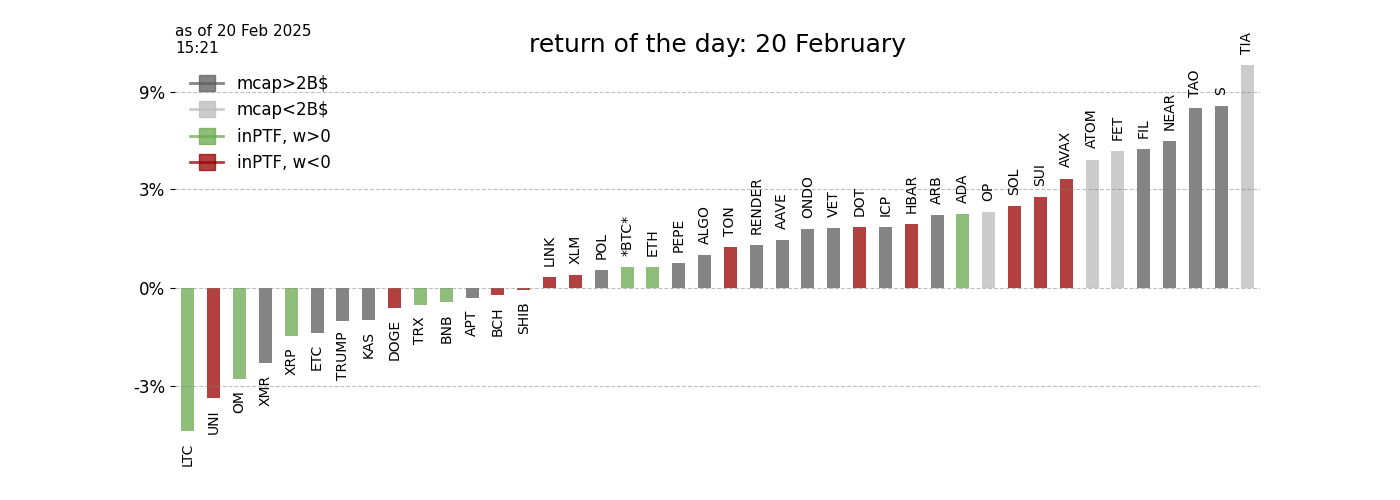 as of 20 Feb 2025
15:21
return of the day: 20 February
mcap>2B$
mcap<2B$
inPTF, w>0
inPTF, w<0
9%
3%
0%
-3%
LTC
UNI
OM
XMR
XRP
ETC
TRUMP
KAS
DOGE
TRX
BNB
APT
BCH
SHIB
LINK
XLM
POL
*BTC*
ETH
PEPE
ALGO
TON
RENDER
AAVE
ONDO
VET
DOT
ICP
HBAR
ARB
ADA
OP
SOL
SUI
AVAX
ATOM
FET
FIL
NEAR
TAO
S
TIA